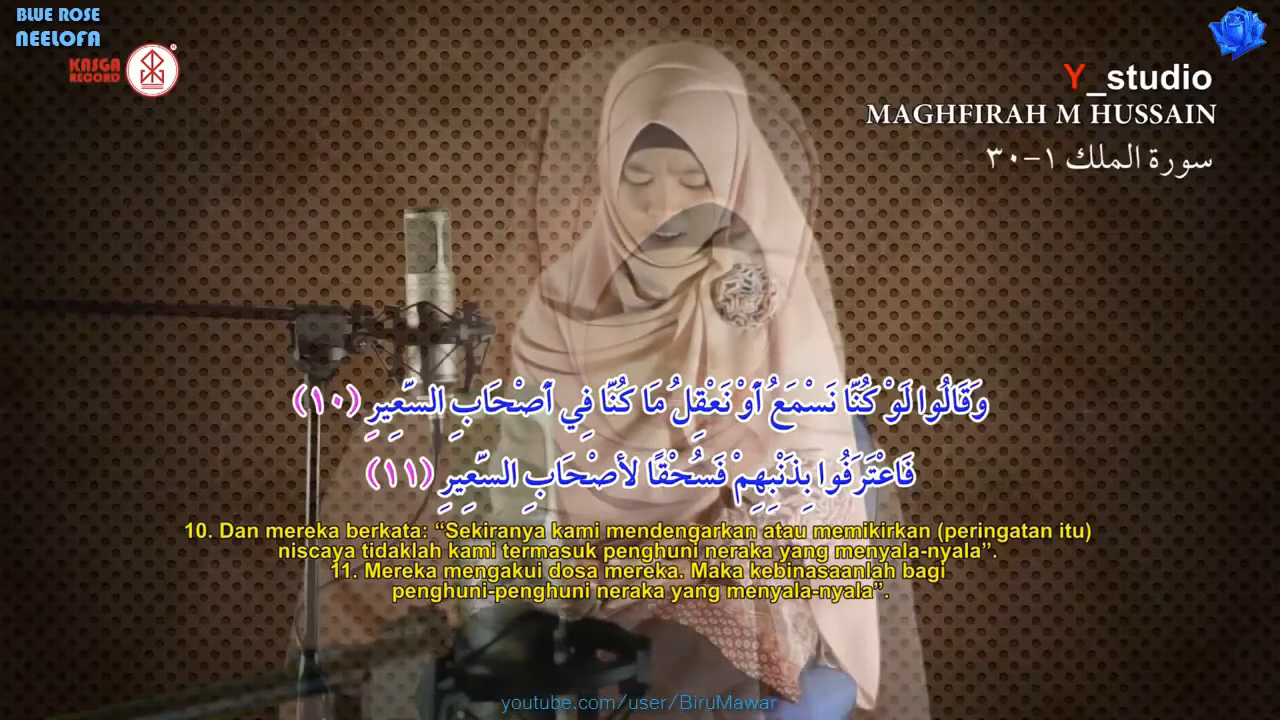 BLUE ROSE
NEELOFA
KASGA
RECORD
Y_studio
MAGHFIRAH M HUSSAIN
سورة الملك ١-٣٠
وَقَالُوا لَوْ كُنَّا نَسْمَعُ أَوْ نَعْقِلُ مَا كُنَّا فِي أَصْحَابِ السَّعِيرِ (١٠)
فَاعْتَرَفُوا بِذَنْبِهِمْ فَسُحْقًا لأصْحَابِ السَّعِيرِ (١١)
10. Dan mereka berkata: “Sekiranya kami mendengarkan atau memikirkan (peringatan itu)
niscaya tidaklah kami termasuk penghuni neraka yang menyala-nyala”.
11. Mereka mengakui dosa mereka. Maka kebinasaanlah bagi
penghuni-penghuni neraka yang menyala-nyala”.
youtube.com/user/BiruMawar